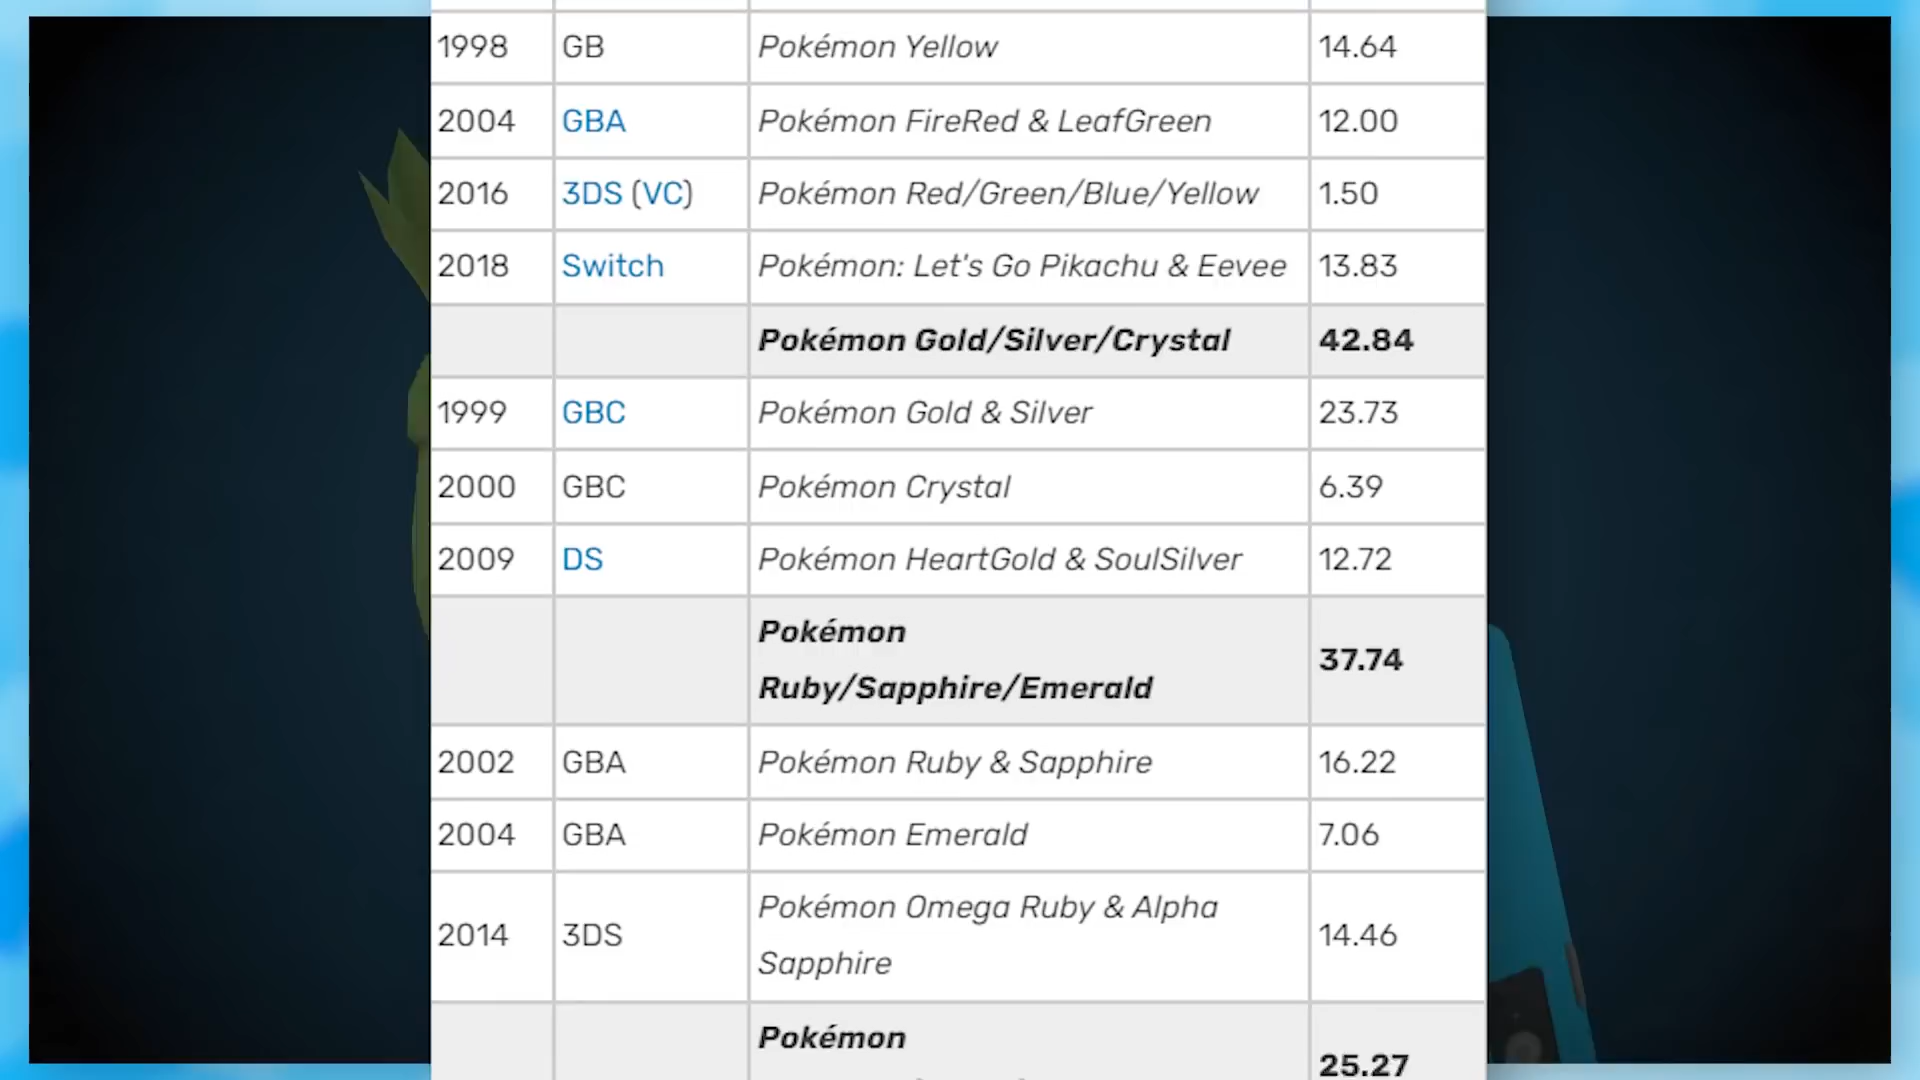 1998 GB Pokémon Yellow 14.64
2004 GBA Pokémon FireRed & LeafGreen 12.00
2016 3DS (VC) Pokémon Red/Green/Blue/Yellow 1.50
2018 Switch Pokémon: Let's Go Pikachu & Eevee 13.83
Pokémon Gold/Silver/Crystal 42.84
1999 GBC Pokémon Gold & Silver 23.73
2000 GBC Pokémon Crystal 6.39
2009 DS Pokémon HeartGold & SoulSilver 12.72
Pokémon
Ruby/Sapphire/Emerald 37.74
2002 GBA Pokémon Ruby & Sapphire 16.22
2004 GBA Pokémon Emerald 7.06
2014 3DS Pokémon Omega Ruby & Alpha
Sapphire 14.46
Pokémon
25.27